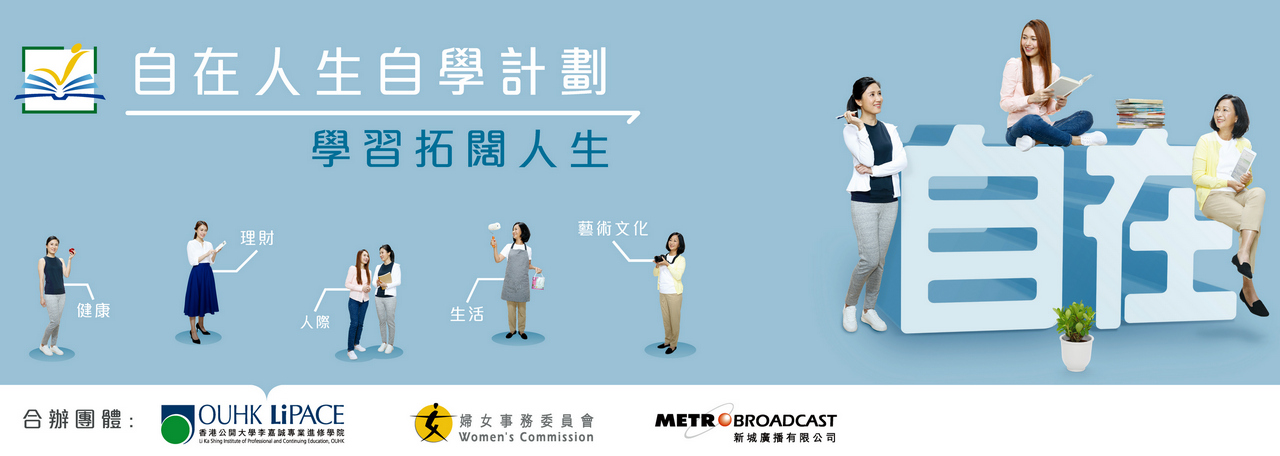 自在人生自學計劃
學習拓闊人生
自在
理財
藝術文化
健康
人際
生活
合辦團體：
OUHK LiPACE
香港公開大學李嘉誠專業進修學院
Li Ka Shing Institute of Professional and Continuing Education, OUHK
婦女事務委員會
Women's Commission
METROBROADCAST
新城廣播有限公司